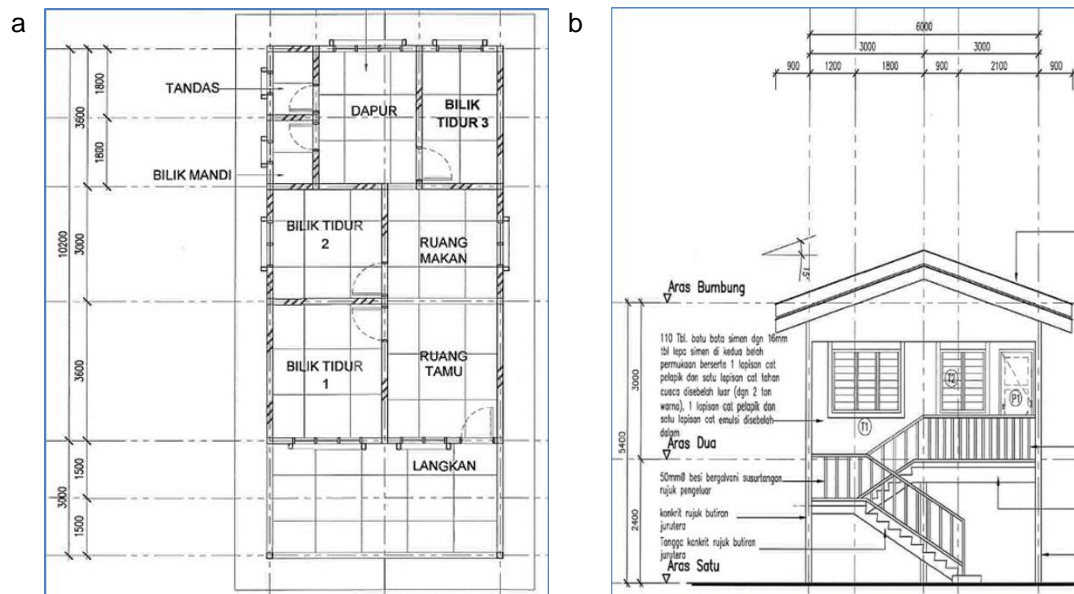 a
TANDAS
DAPUR
BILIK
TIDUR 3
BILIK MANDI
BILIK TIDUR
2
RUANG
MAKAN
BILIK TIDUR
1
RUANG
TAMU
LANGKAN
1800
1800
3600
10200
3000
3600
3000
1500
1500
b
6000
3000
3000
900
1200
1800
900
2100
900
15°
Aras Bumbung
110 Tbl. batu bata simen dgn 16mm
tbl lepa simen di kedua belah
permukaan berserta 1 lapisan cat
pelapik dan satu lapisan cat tahan
cuaca disebelah luar (dgn 2 ton
warna), 1 lapisan cat pelapik dan
satu lapisan cat emulsi disebelah
dalam
T1
T2
P1
Aras Dua
50mmØ besi bergalvani susurtangan
rujuk pengeluar
konkrit rujuk butiran
jurutera
Tangga konkrit rujuk butiran
jurutera
Aras Satu
3000
5400
2400